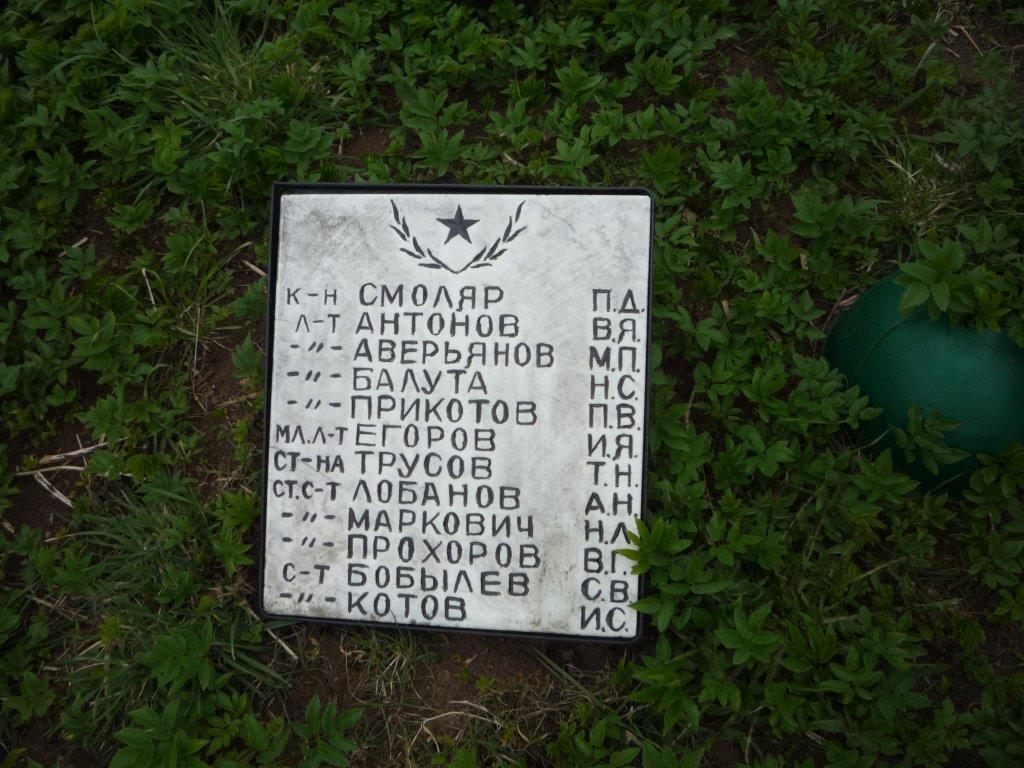 К-Н СМОЛЯР П.Д.
Л-Т АНТОНОВ В.Я.
-"- АВЕРЬЯНОВ М.П.
-"- БАЛУТА Н.С.
-"- ПРИКОТОВ П.В.
МЛ.Л-Т ЕГОРОВ И.Я.
СТ-НА ТРУСОВ Т.Н.
СТ.С-Т ЛОБАНОВ А.Н.
-"- МАРКОВИЧ Н.Л.
-"- ПРОХОРОВ В.Г.
С-Т БОБЫЛЕВ С.В.
-"- КОТОВ И.С.